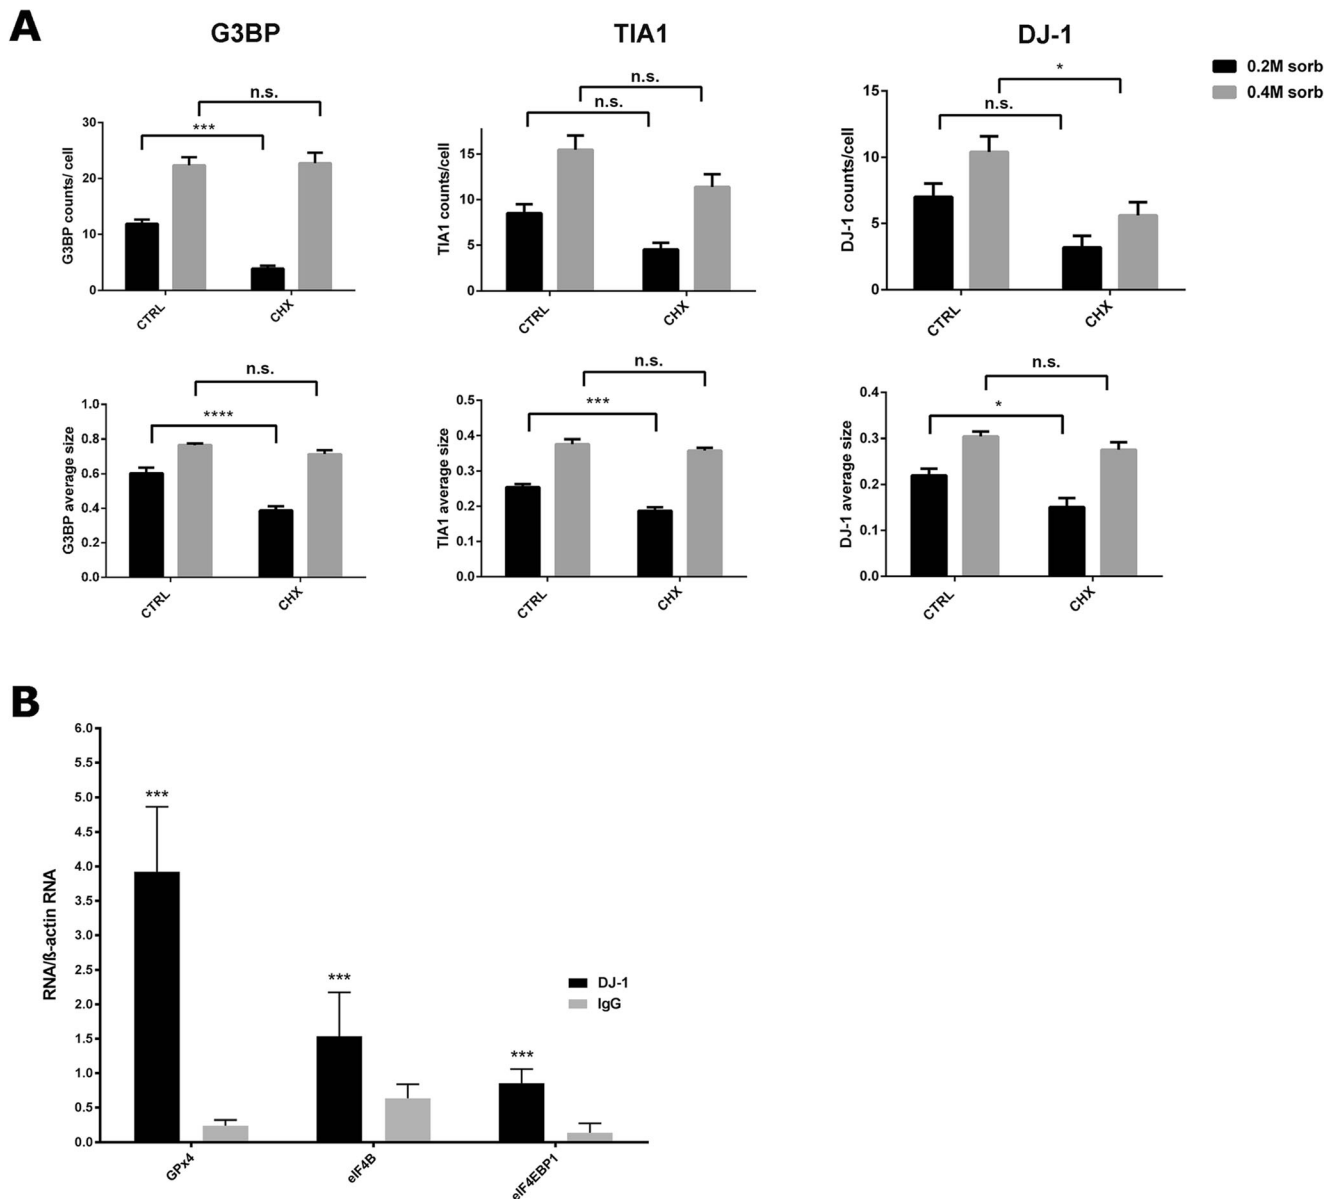 A
G3BP
TIA1
DJ-1
0.2M sorb
0.4M sorb
n.s.
***
G3BP counts/ cell
30
20
10
0
CTRL
CHX
n.s.
n.s.
TIA1 counts/cell
15
10
5
0
CTRL
CHX
*
n.s.
DJ-1 counts/cell
15
10
5
0
CTRL
CHX
n.s.
****
G3BP average size
1.0
0.8
0.6
0.4
0.2
0.0
CTRL
CHX
n.s.
***
TIA1 average size
0.5
0.4
0.3
0.2
0.1
0.0
CTRL
CHX
n.s.
*
DJ-1 average size
0.4
0.3
0.2
0.1
0.0
CTRL
CHX
B
RNA/ß-actin RNA
6.0
5.5
5.0
4.5
4.0
3.5
3.0
2.5
2.0
1.5
1.0
0.5
0.0
***
***
***
DJ-1
IgG
GPx4
eIF4B
eIF4EBP1